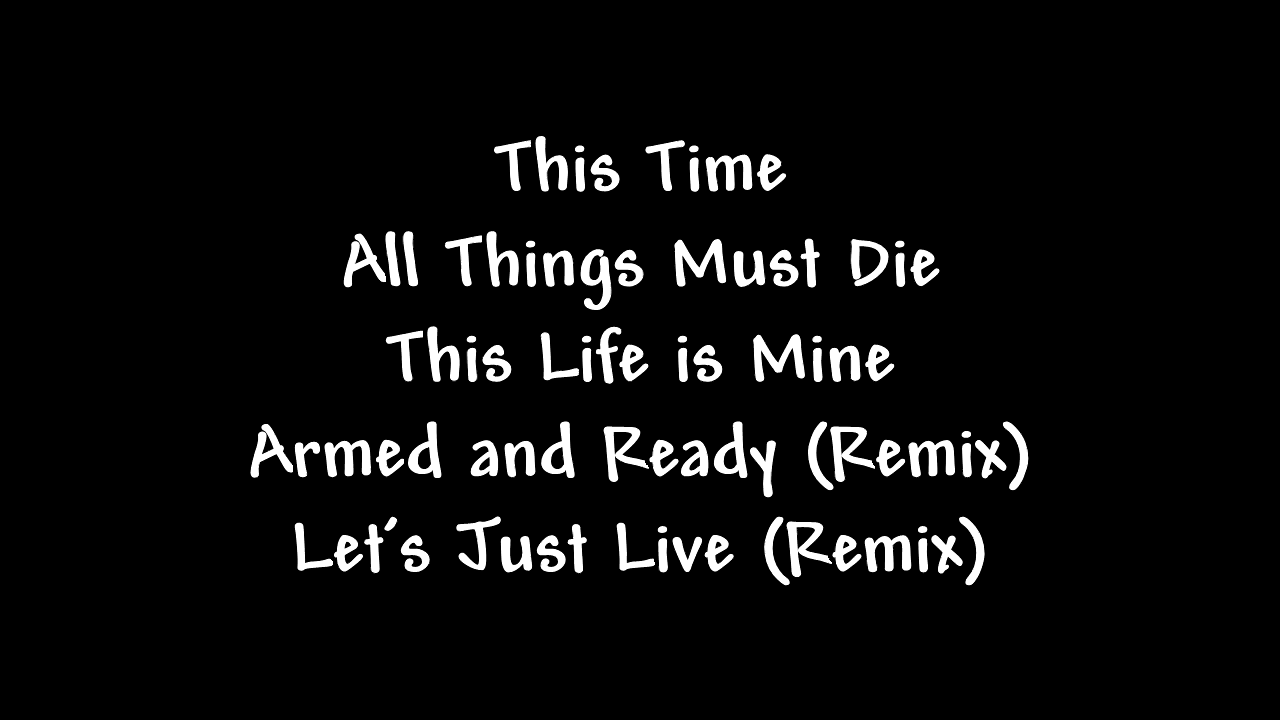 This Time
All Things Must Die
This Life is Mine
Armed and Ready (Remix)
Let's Just Live (Remix)